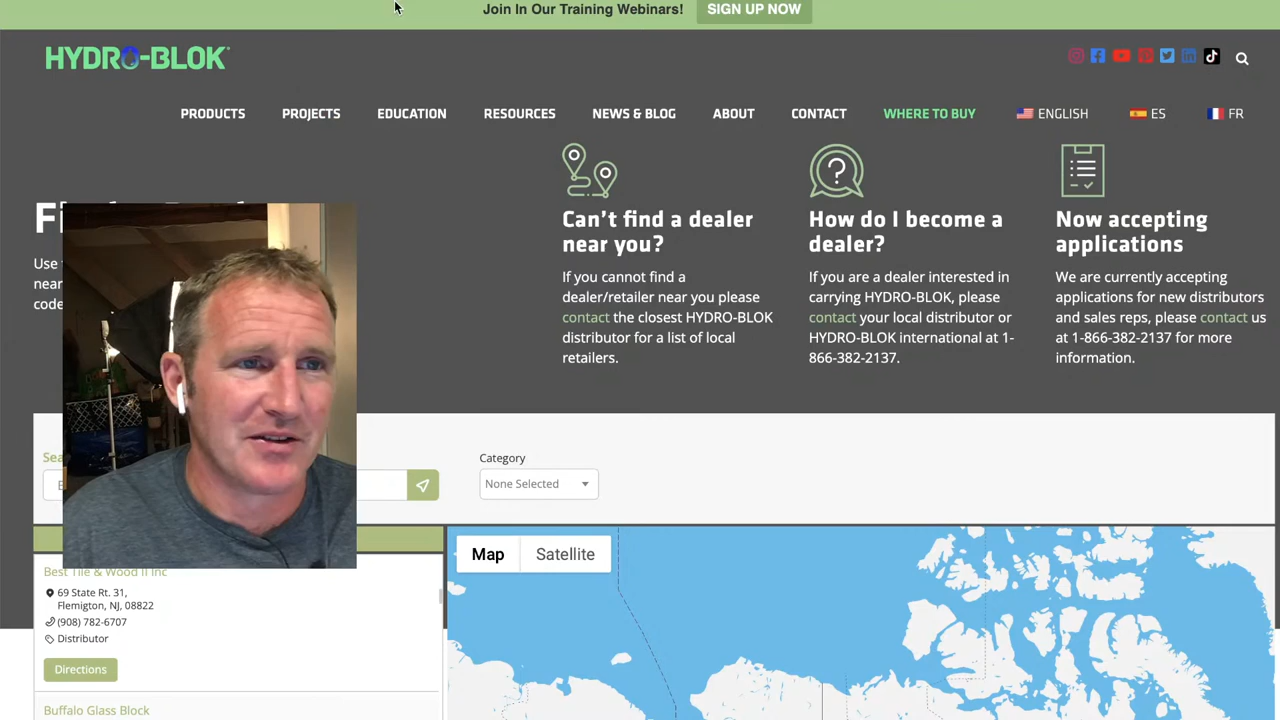 Join In Our Training Webinars!
SIGN UP NOW
HYDRO-BLOK®
PRODUCTS
PROJECTS
EDUCATION
RESOURCES
NEWS & BLOG
ABOUT
CONTACT
WHERE TO BUY
ENGLISH
ES
FR
Can't find a dealer
near you?
If you cannot find a
dealer/retailer near you please
contact the closest HYDRO-BLOK
distributor for a list of local
retailers.
How do I become a
dealer?
If you are a dealer interested in
carrying HYDRO-BLOK, please
contact your local distributor or
HYDRO-BLOK international at 1-
866-382-2137.
Now accepting
applications
We are currently accepting
applications for new distributors
and sales reps, please contact us
at 1-866-382-2137 for more
information.
Use
Category
None Selected
Map
Satellite
Best Tile & Wood II Inc
69 State Rt. 31,
Flemigton, NJ, 08822
(908) 782-6707
Distributor
Directions
Buffalo Glass Block